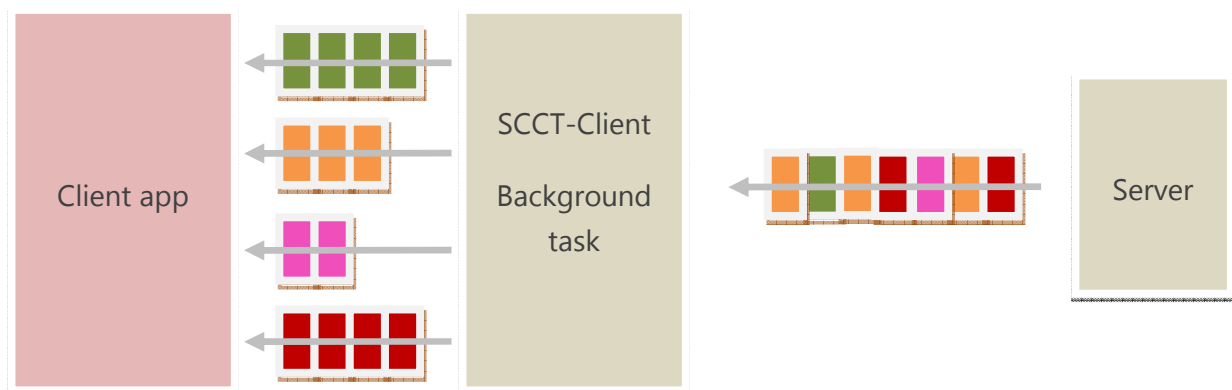 Client app
SCCT-Client
Background
task
Server